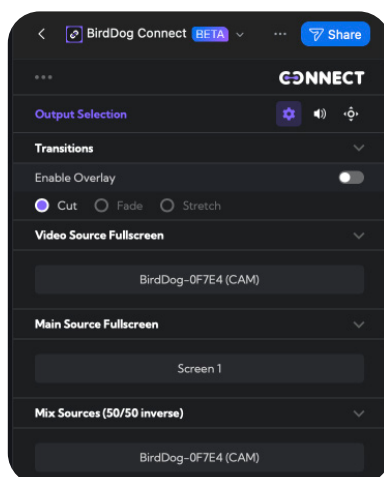 BirdDog Connect BETA ... Share
... CONNECT
Output Selection
Transitions
Enable Overlay
Cut Fade Stretch
Video Source Fullscreen
BirdDog-0F7E4 (CAM)
Main Source Fullscreen
Screen 1
Mix Sources (50/50 inverse)
BirdDog-0F7E4 (CAM)